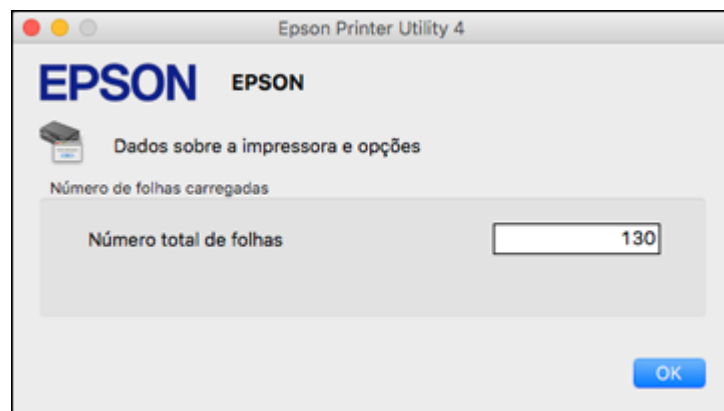 Epson Printer Utility 4
EPSON EPSON
Dados sobre a impressora e opções
Número de folhas carregadas
Número total de folhas 130
OK